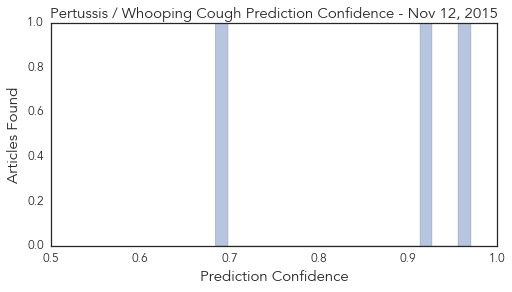 Pertussis / Whooping Cough Prediction Confidence - Nov 12, 2015
1.0
0.8
0.6
0.4
0.2
0.0
Articles Found
0.5 0.6 0.7 0.8 0.9 1.0
Prediction Confidence